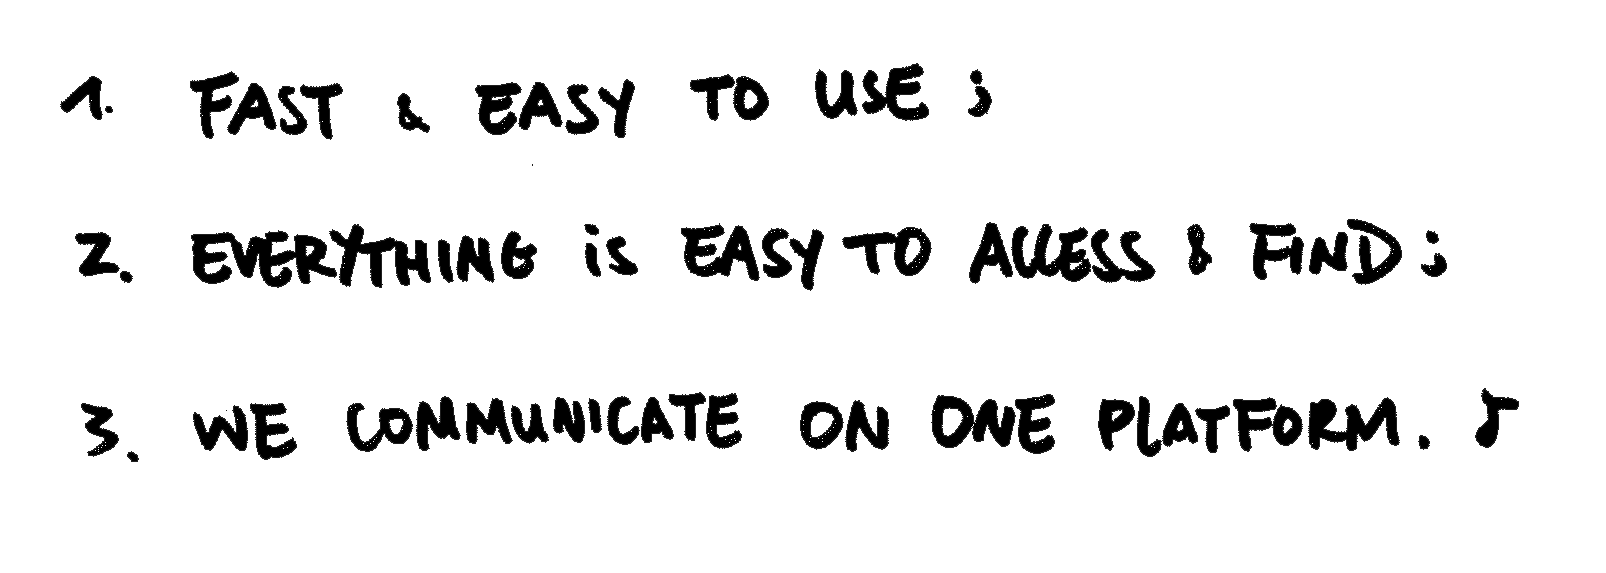 1. FAST & EASY TO USE ;
2. EVERYTHING is EASY TO ACCESS & FIND ;
3. WE COMMUNICATE ON ONE PLATFORM. ♪